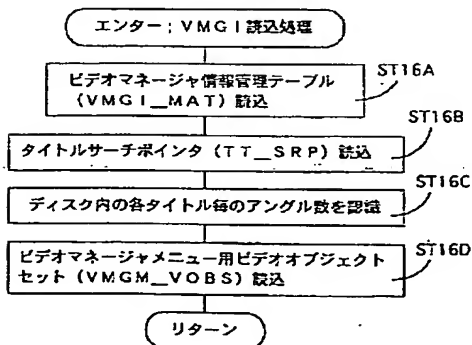 エンター；VMGI読込処理
ビデオマネージャ情報管理テーブル
（VMGI＿MAT）読込
ST16A
タイトルサーチポインタ（TT＿SRP）読込
ST16B
ディスク内の各タイトル毎のアングル数を認識
ST16C
ビデオマネージャメニュー用ビデオオブジェクト
セット（VMGM＿VOBS）読込
ST16D
リターン